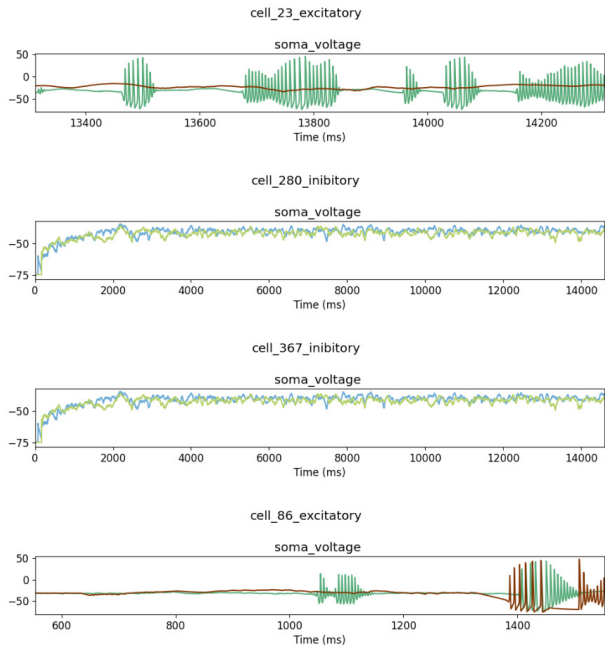 cell_23_excitatory
soma_voltage
50
0
−50
13400 13600 13800 14000 14200
Time (ms)
cell_280_inibitory
soma_voltage
−50
−75
0 2000 4000 6000 8000 10000 12000 14000
Time (ms)
cell_367_inibitory
soma_voltage
−50
−75
0 2000 4000 6000 8000 10000 12000 14000
Time (ms)
cell_86_excitatory
soma_voltage
50
0
−50
600 800 1000 1200 1400
Time (ms)